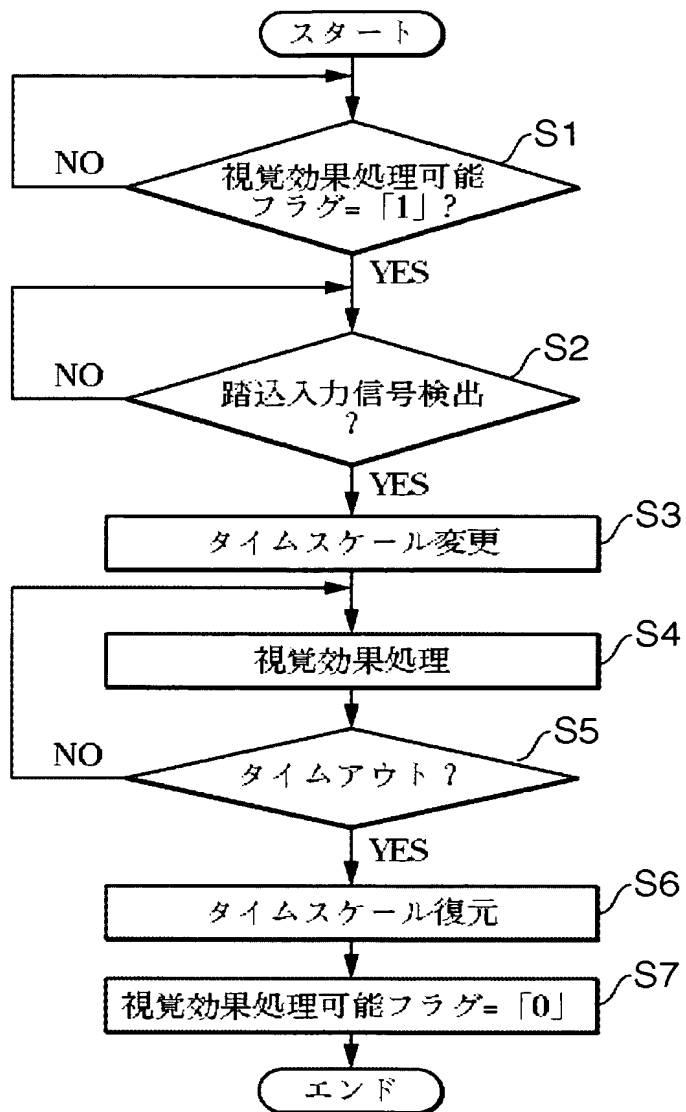 スタート
S1
視覚効果処理可能
フラグ=「1」?
NO
YES
S2
踏込入力信号検出
?
NO
YES
S3
タイムスケール変更
S4
視覚効果処理
S5
タイムアウト?
NO
YES
S6
タイムスケール復元
S7
視覚効果処理可能フラグ=「0」
エンド